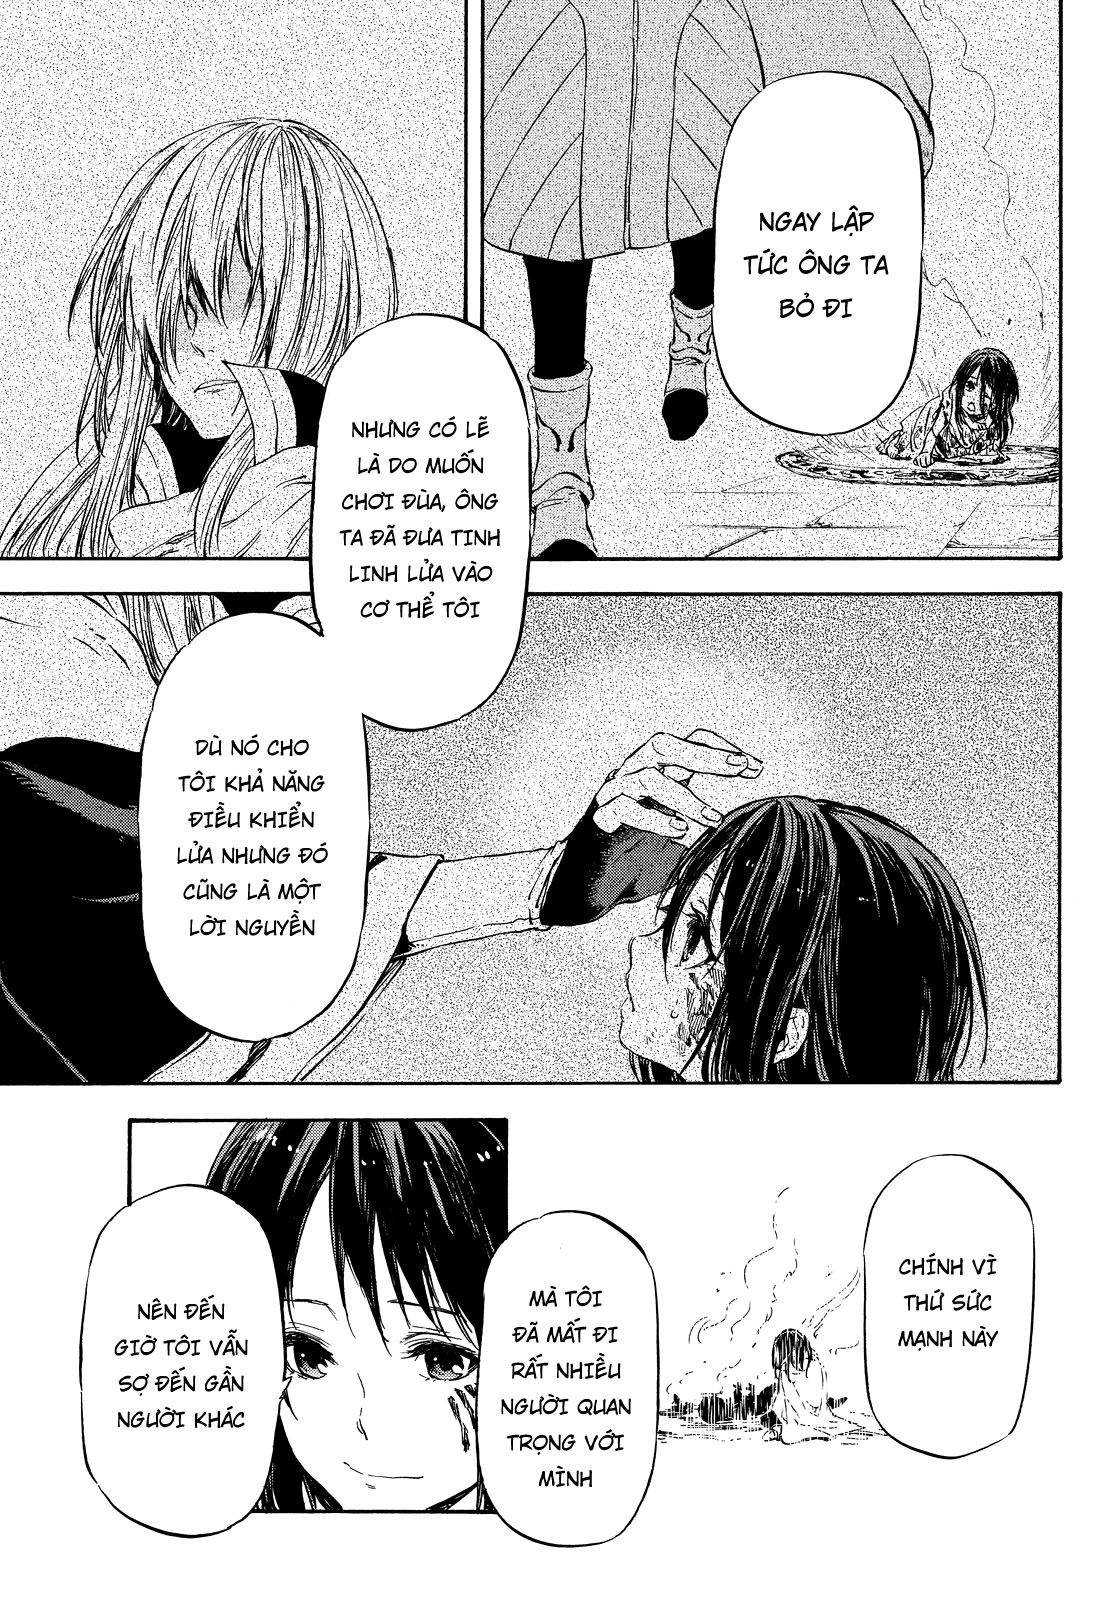 NGAY LẬP
TỨC ÔNG TA
BỎ ĐI
NHƯNG CÓ LẼ
LÀ DO MUỐN
CHƠI ĐÙA, ÔNG
TA ĐÃ ĐƯA TINH
LINH LỬA VÀO
CƠ THỂ TÔI
DÙ NÓ CHO
TÔI KHẢ NĂNG
ĐIỀU KHIỂN
LỬA NHƯNG ĐÓ
CŨNG LÀ MỘT
LỜI NGUYỀN
CHÍNH VÌ
THỨ SỨC
MẠNH NÀY
MÀ TÔI
ĐÃ MẤT ĐI
RẤT NHIỀU
NGƯỜI QUAN
TRỌNG VỚI
MÌNH
NÊN ĐẾN
GIỜ TÔI VẪN
SỢ ĐẾN GẦN
NGƯỜI KHÁC